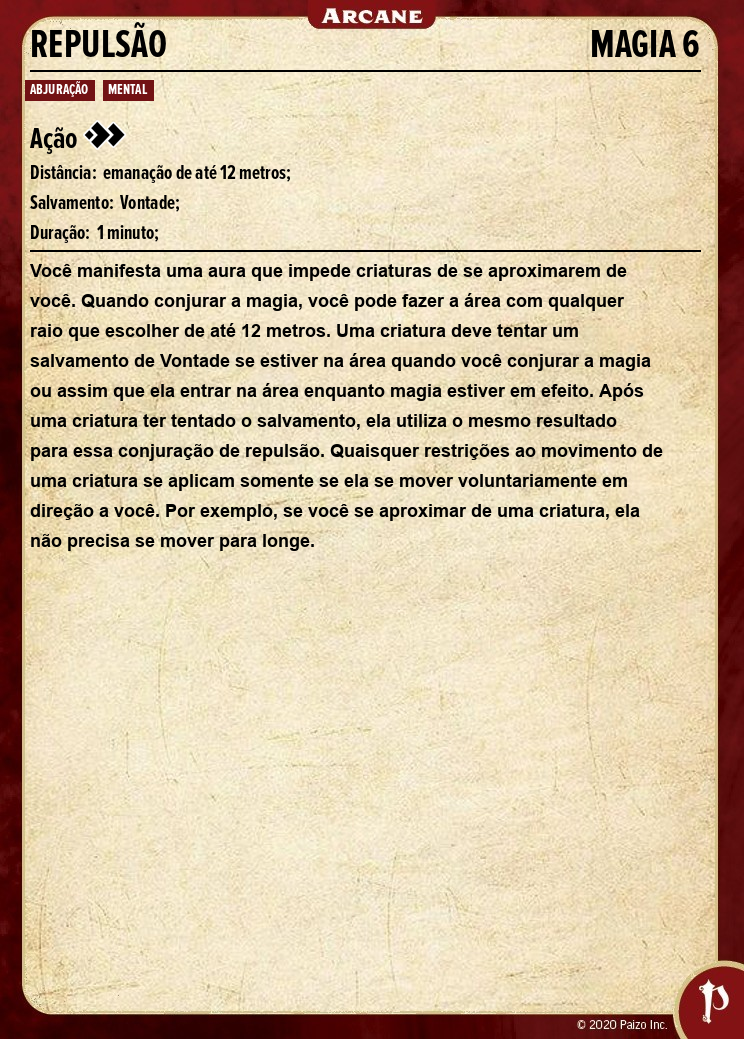 ARCANE
REPULSÃO MAGIA 6
ABJURAÇÃO MENTAL
Ação
Distância: emanação de até 12 metros;
Salvamento: Vontade;
Duração: 1 minuto;
Você manifesta uma aura que impede criaturas de se aproximarem de
você. Quando conjurar a magia, você pode fazer a área com qualquer
raio que escolher de até 12 metros. Uma criatura deve tentar um
salvamento de Vontade se estiver na área quando você conjurar a magia
ou assim que ela entrar na área enquanto magia estiver em efeito. Após
uma criatura ter tentado o salvamento, ela utiliza o mesmo resultado
para essa conjuração de repulsão. Quaisquer restrições ao movimento de
uma criatura se aplicam somente se ela se mover voluntariamente em
direção a você. Por exemplo, se você se aproximar de uma criatura, ela
não precisa se mover para longe.
© 2020 Paizo Inc.
P